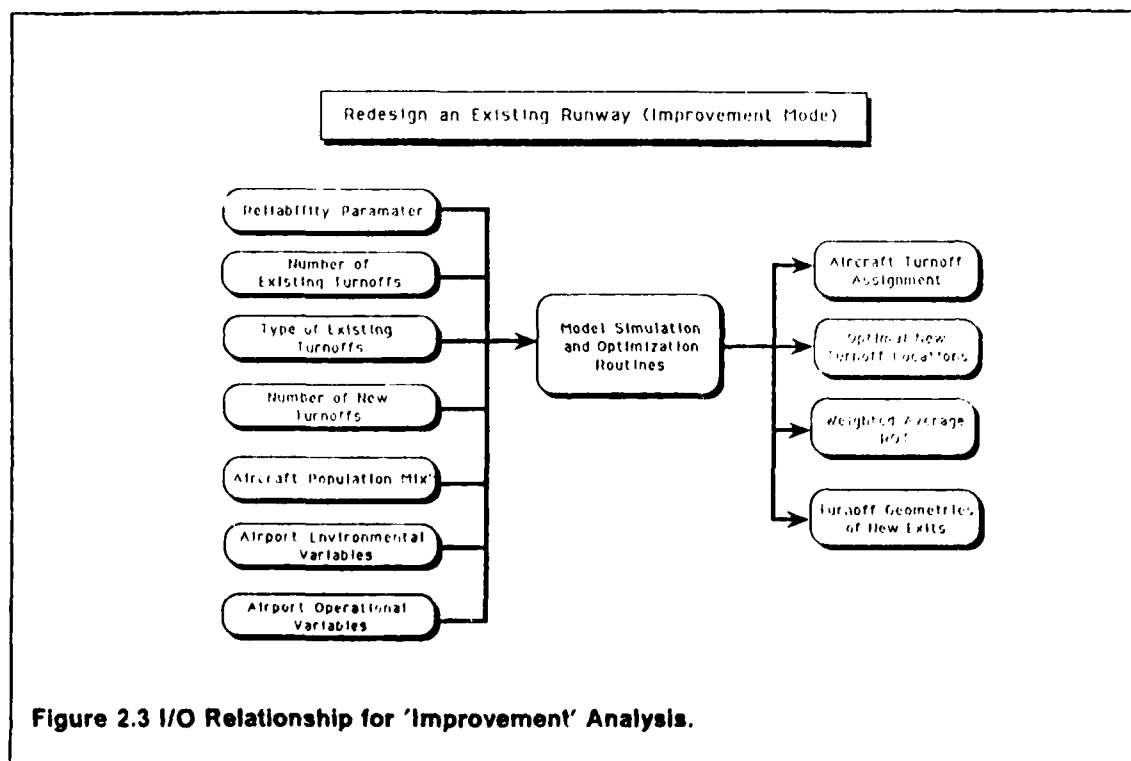 Redesign an Existing Runway (Improvement Mode)
Reliability Paramater
Number of
Existing Turnoffs
Type of Existing
Turnoffs
Number of New
Turnoffs
Aircraft Population Mix'
Airport Environmental
Variables
Airport Operational
Variables
Model Simulation
and Optimization
Routines
Aircraft Turnoff
Assignment
Optimal New
Turnoff Locations
Weighted Average
ROT
Turnoff Geometries
of New Exits
Figure 2.3 I/O Relationship for 'Improvement' Analysis.